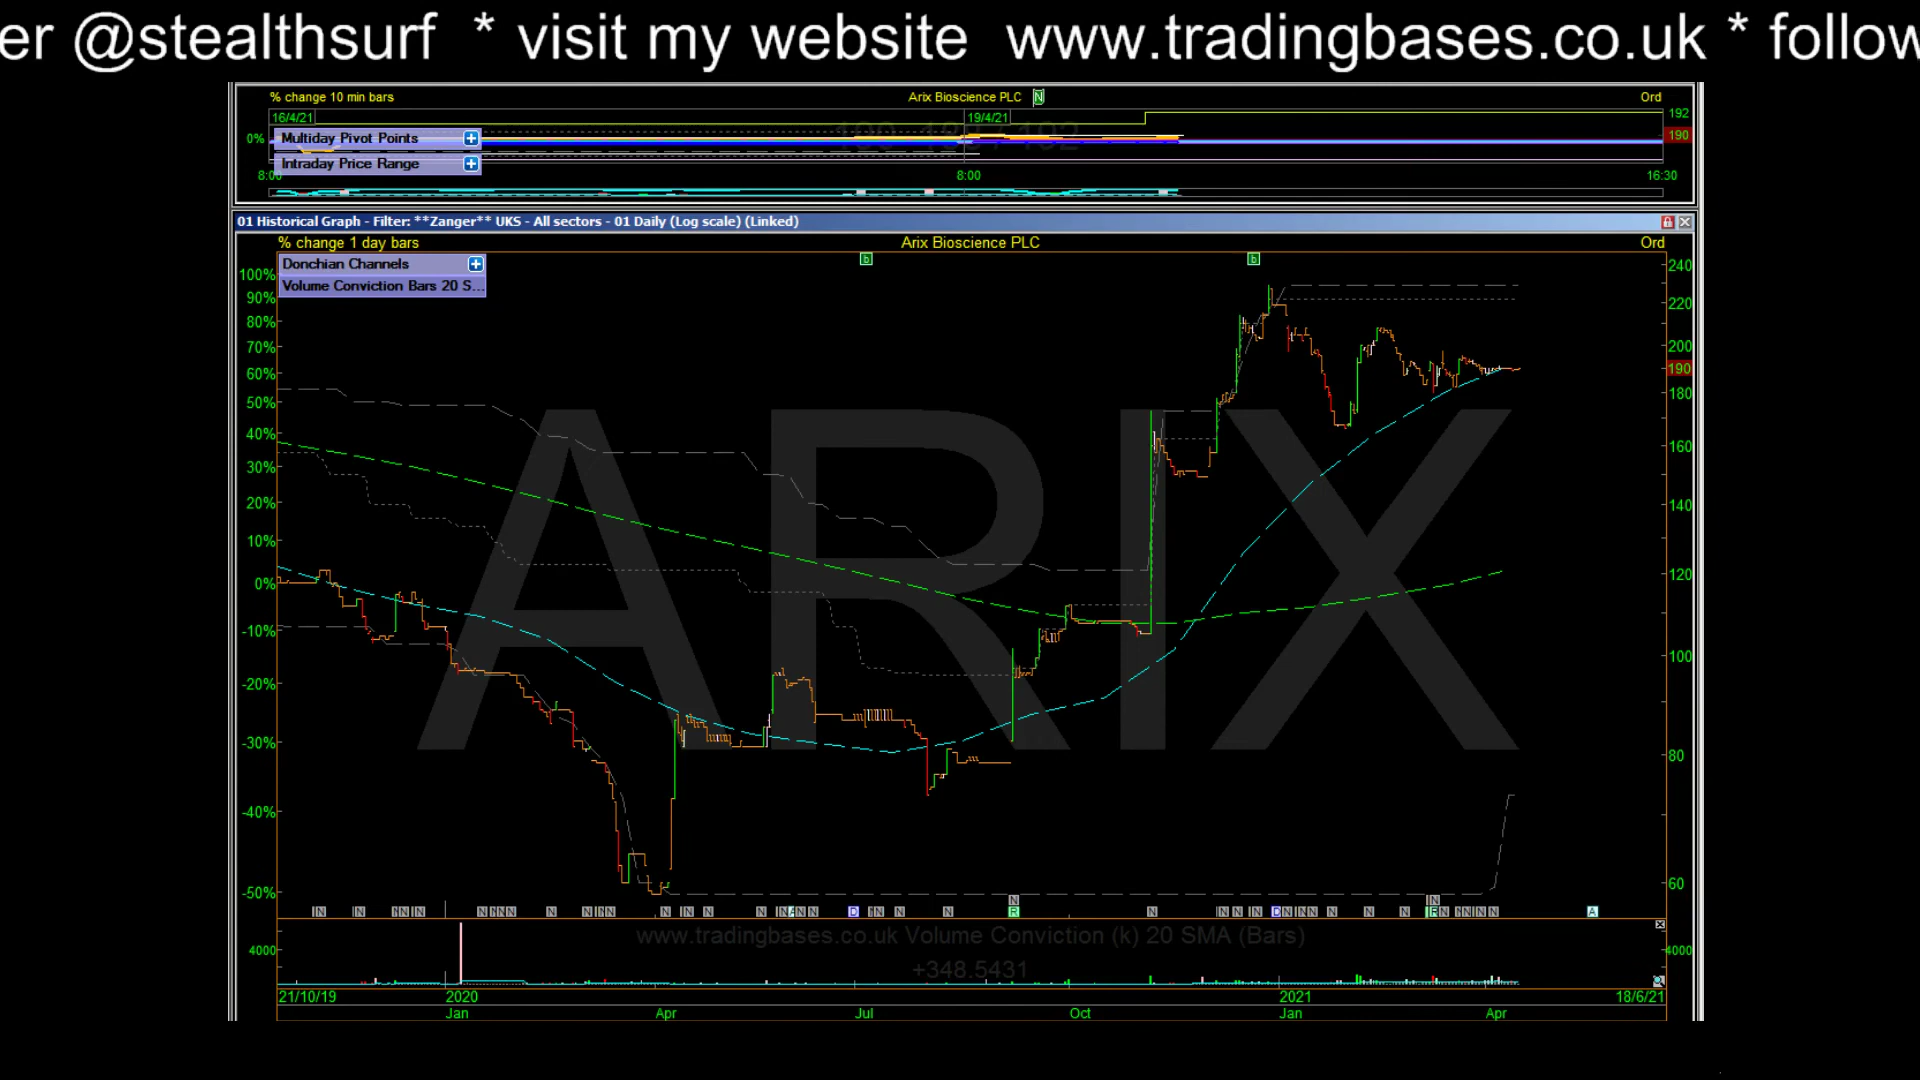 er @stealthsurf * visit my website www.tradingbases.co.uk * follow
% change 10 min bars Arix Bioscience PLC N Ord
16/4/21 19/4/21 192
0% Multiday Pivot Points 190
Intraday Price Range
8:00 8:00 16:30
01 Historical Graph - Filter: **Zanger** UKS - All sectors - 01 Daily (Log scale) (Linked)
% change 1 day bars Arix Bioscience PLC Ord
Donchian Channels b b 240
100%
Volume Conviction Bars 20 S...
90% 220
80%
70% 200
60% 190
50% 180
40% 160
30%
20% 140
10%
0% 120
-10%
-20% 100
-30% 80
-40%
-50% 60
ARIX
www.tradingbases.co.uk Volume Conviction (k) 20 SMA (Bars)
4000 4000
+348.5431
21/10/19 2020 2021 18/6/21
Jan Apr Jul Oct Jan Apr